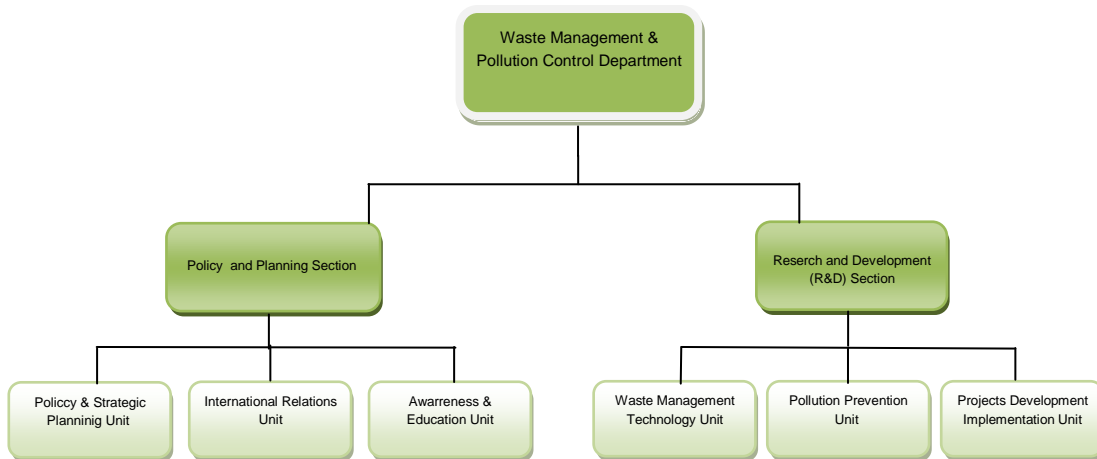 Waste Management &
Pollution Control Department
Policy  and Planning Section
Reserch and Development
(R&D) Section
Policcy & Strategic
Planninig Unit
International Relations
Unit
Awarreness &
Education Unit
Waste Management
Technology Unit
Pollution Prevention
Unit
Projects Development
Implementation Unit